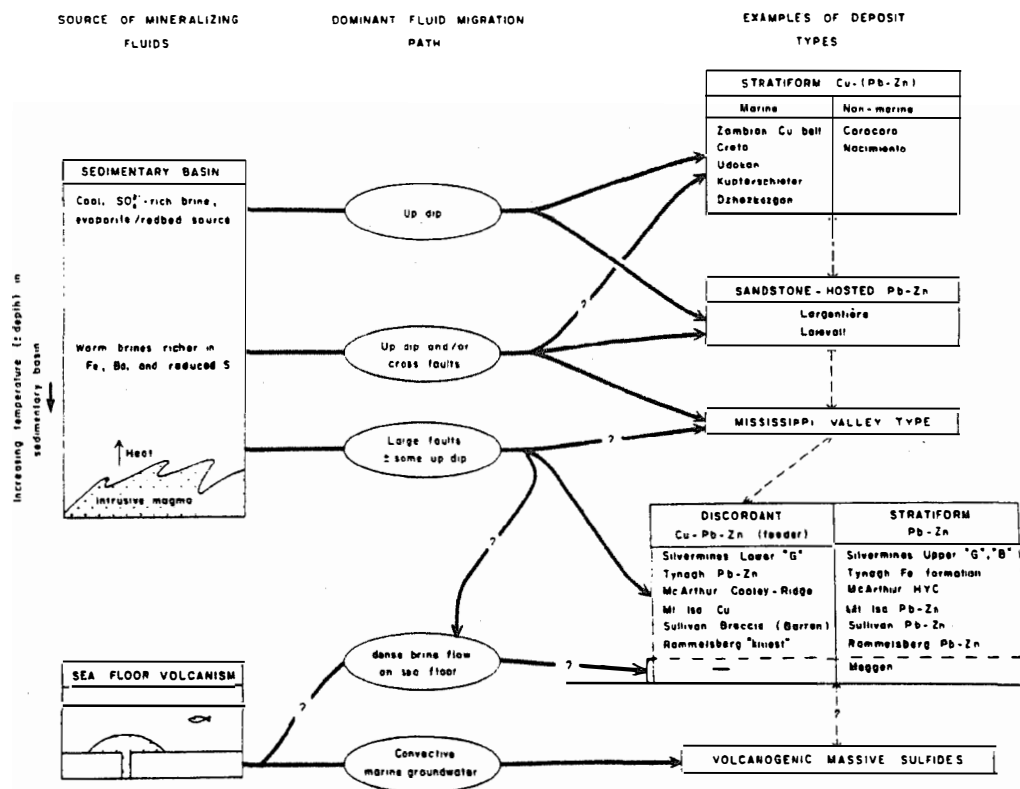 SOURCE OF MINERALIZING
FLUIDS
DOMINANT FLUID MIGRATION
PATH
EXAMPLES OF DEPOSIT
TYPES
STRATIFORM Cu-(Pb-Zn)
Marine
Non-marine
Zambian Cu belt
Creta
Udokan
Kupferschiefer
Dzhezkazgan
Corocoro
Nacimiento
SEDIMENTARY BASIN
Cool, SO₄²⁻-rich brine,
evaporite/redbed source
Up dip
?
SANDSTONE-HOSTED Pb-Zn
Largentière
Laisvall
Increasing temperature (± depth) in
sedimentary basin
Warm brines richer in
Fe, Ba, and reduced S
Up dip and/or
cross faults
MISSISSIPPI VALLEY TYPE
Heat
Intrusive magma
Large faults
± some up dip
?
?
DISCORDANT
Cu-Pb-Zn (feeder)
Silvermines Lower "G"
Tynagh Pb-Zn
McArthur Cooley-Ridge
Mt Isa Cu
Sullivan Breccia (Barren)
Rammelsberg "kniest"
—
STRATIFORM
Pb-Zn
Silvermines Upper "G","B"
Tynagh Fe formation
McArthur HYC
Mt Isa Pb-Zn
Sullivan Pb-Zn
Rammelsberg Pb-Zn
Meggen
dense brine flow
on sea floor
?
?
?
SEA FLOOR VOLCANISM
Convective
marine groundwater
VOLCANOGENIC MASSIVE SULFIDES